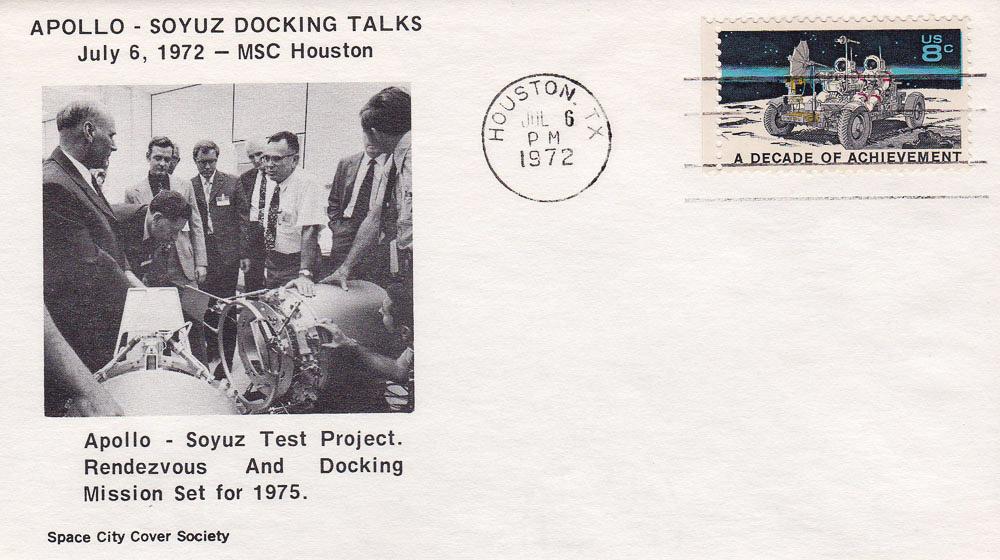 APOLLO - SOYUZ DOCKING TALKS
July 6, 1972 – MSC Houston
HOUSTON, TX
JUL 6
PM
1972
US
8c
A DECADE OF ACHIEVEMENT
Apollo - Soyuz Test Project.
Rendezvous And Docking
Mission Set for 1975.
Space City Cover Society